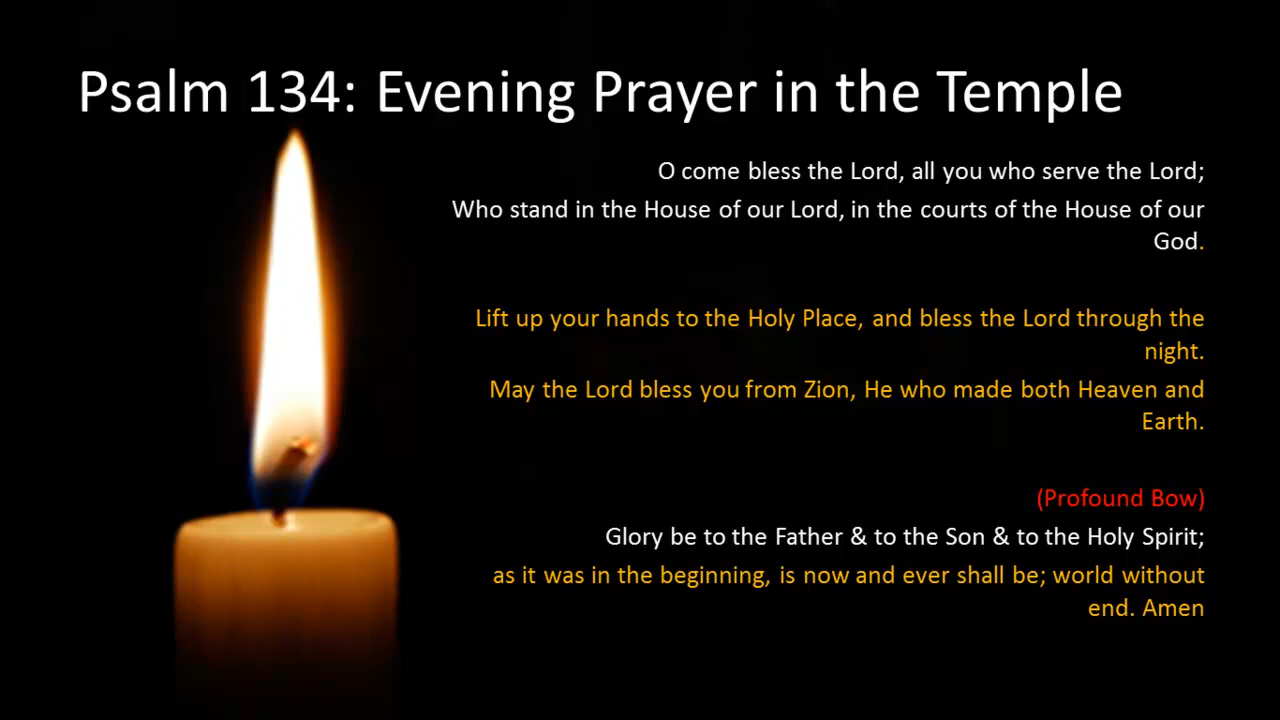 Psalm 134: Evening Prayer in the Temple
O come bless the Lord, all you who serve the Lord;
Who stand in the House of our Lord, in the courts of the House of our
God.
Lift up your hands to the Holy Place, and bless the Lord through the
night.
May the Lord bless you from Zion, He who made both Heaven and
Earth.
(Profound Bow)
Glory be to the Father & to the Son & to the Holy Spirit;
as it was in the beginning, is now and ever shall be; world without
end. Amen